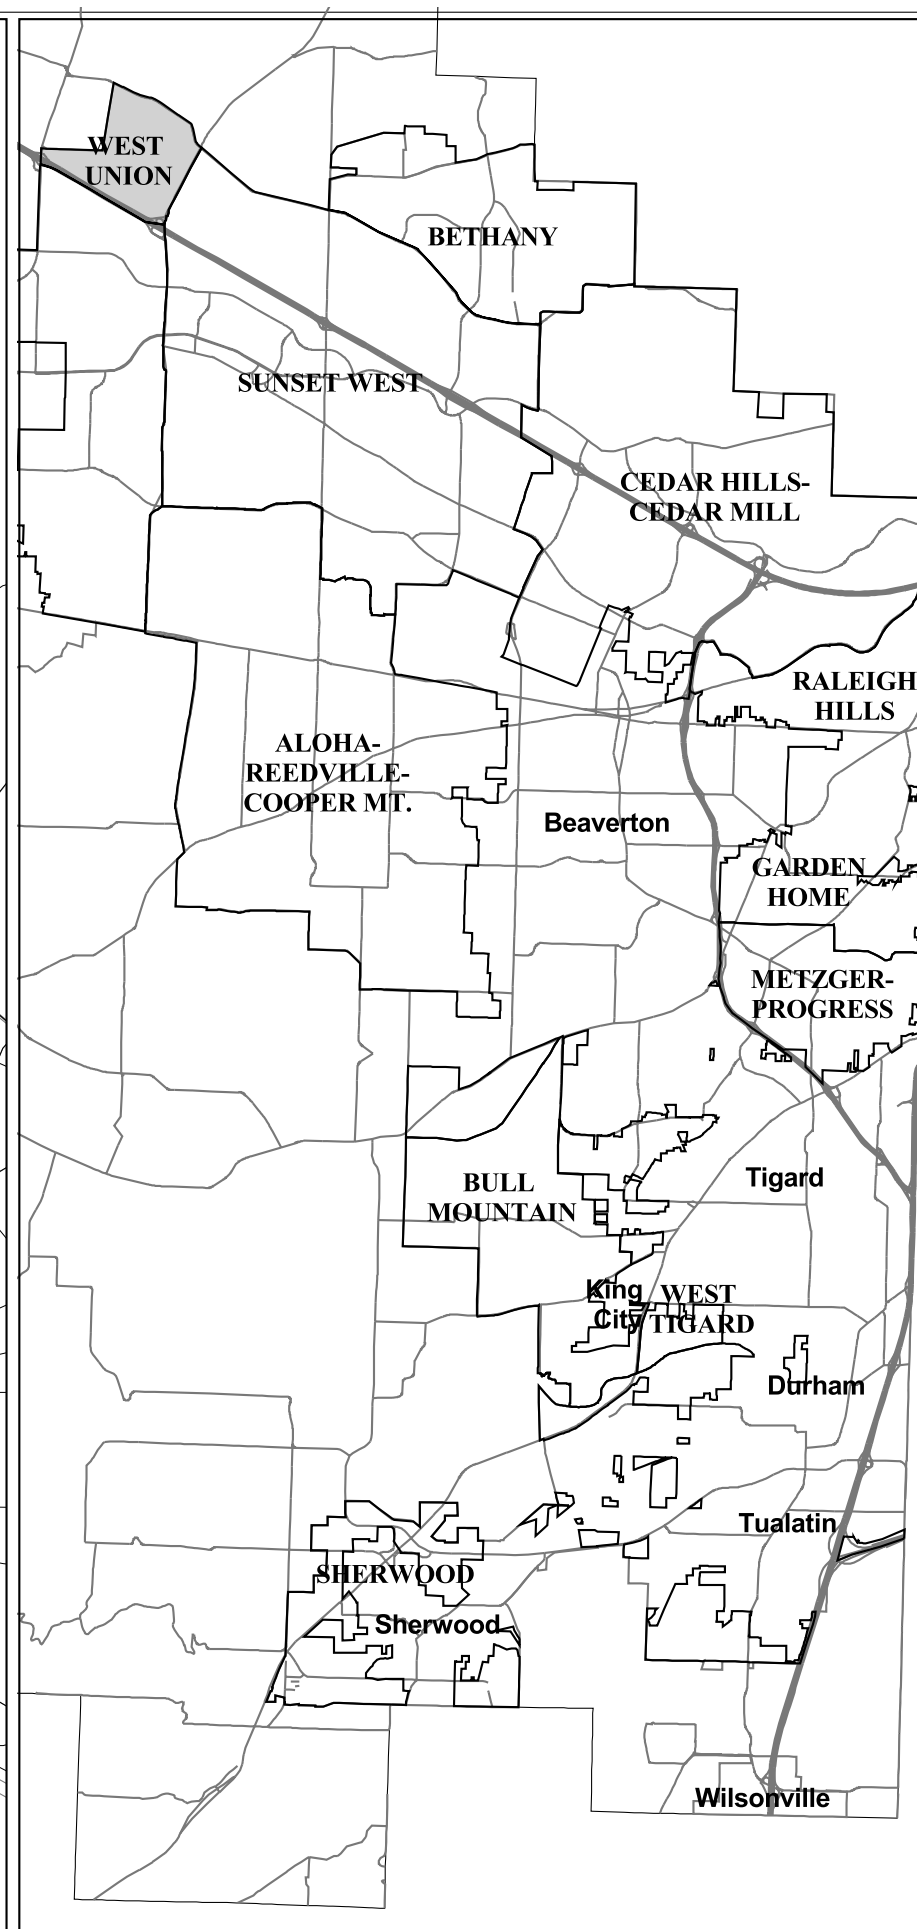 WEST
UNION
BETHANY
SUNSET WEST
CEDAR HILLS-
CEDAR MILL
RALEIGH
HILLS
ALOHA-
REEDVILLE-
COOPER MT.
Beaverton
GARDEN
HOME
METZGER-
PROGRESS
Tigard
BULL
MOUNTAIN
King
City
WEST
TIGARD
Durham
Tualatin
SHERWOOD
Sherwood
Wilsonville